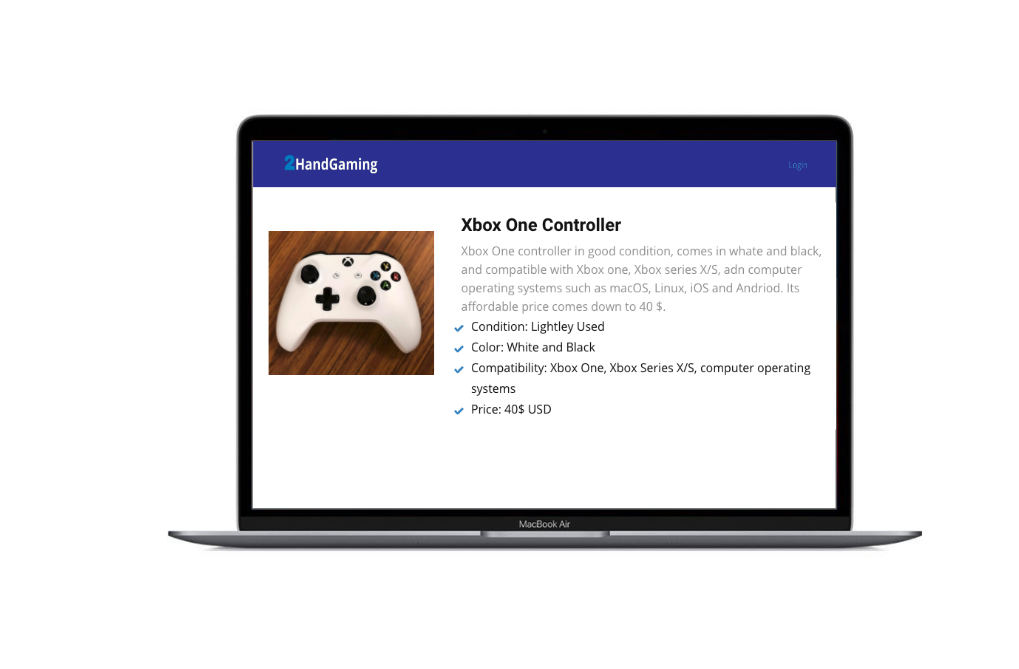 2HandGaming
Login
Xbox One Controller
Xbox One controller in good condition, comes in whate and black,
and compatible with Xbox one, Xbox series X/S, adn computer
operating systems such as macOS, Linux, iOS and Andriod. Its
affordable price comes down to 40 $.
Condition: Lightley Used
Color: White and Black
Compatibility: Xbox One, Xbox Series X/S, computer operating
systems
Price: 40$ USD
MacBook Air